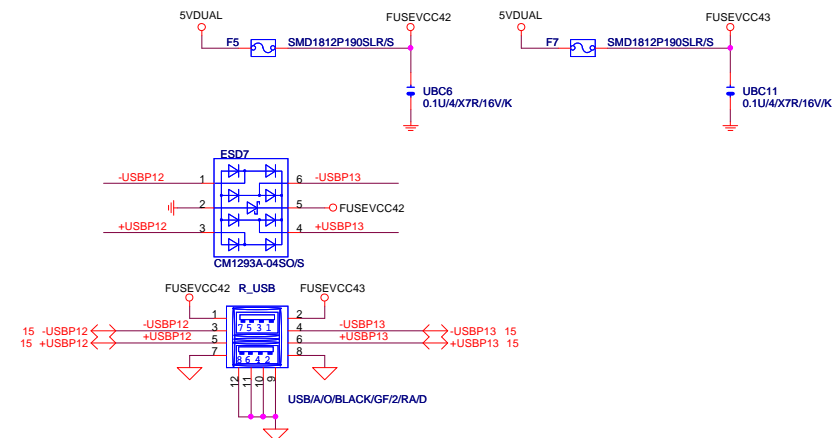 5VDUAL FUSEVCC42 5VDUAL FUSEVCC43
F5 SMD1812P190SLR/S F7 SMD1812P190SLR/S
UBC6 UBC11
0.1U/4/X7R/16V/K 0.1U/4/X7R/16V/K
ESD7
-USBP12 1 6 -USBP13
2 5 FUSEVCC42
+USBP12 3 4 +USBP13
CM1293A-04SO/S
FUSEVCC42 R_USB FUSEVCC43
1 2
15 -USBP12 -USBP12 3 7 5 3 1 4 -USBP13 -USBP13 15
15 +USBP12 +USBP12 5 6 +USBP13 +USBP13 15
7 8 6 4 2 8
12 11 10 9
USB/A/O/BLACK/GF/2/RA/D